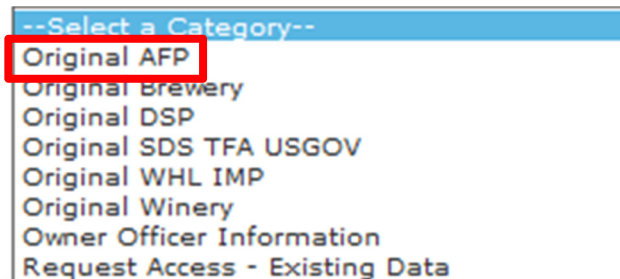 --Select a Category--
Original AFP
Original Brewery
Original DSP
Original SDS TFA USGOV
Original WHL IMP
Original Winery
Owner Officer Information
Request Access - Existing Data